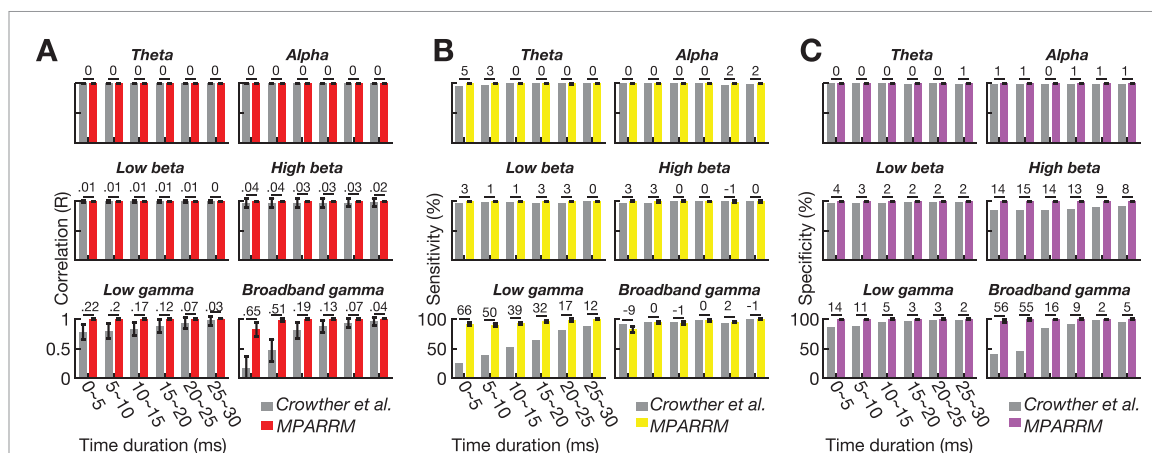 A
B
C
Theta
Alpha
Theta
Alpha
Theta
Alpha
0 0 0 0 0 0
0 0 0 0 0 0
5 3 0 0 0 0
0 0 0 0 2 2
0 0 0 0 0 1
1 1 0 1 1 1
Low beta
High beta
Low beta
High beta
Low beta
High beta
.01 .01 .01 .01 .01 0
.04 .04 .03 .03 .03 .02
3 1 1 3 3 0
3 3 0 0 -1 0
4 3 2 2 2 2
14 15 14 13 9 8
Correlation (R)
Sensitivity (%)
Specificity (%)
Low gamma
Broadband gamma
Low gamma
Broadband gamma
Low gamma
Broadband gamma
.22 .2 .17 .12 .07 .03
.65 .51 .19 .13 .07 .04
66 50 39 32 17 12
-9 0 -1 0 2 -1
14 11 5 3 3 2
56 55 16 9 2 5
1
0.5
0
100
50
0
100
50
0
0~5
5~10
10~15
15~20
20~25
25~30
0~5
5~10
10~15
15~20
20~25
25~30
0~5
5~10
10~15
15~20
20~25
25~30
Crowther et al.
MPARRM
Crowther et al.
MPARRM
Crowther et al.
MPARRM
Time duration (ms)
Time duration (ms)
Time duration (ms)